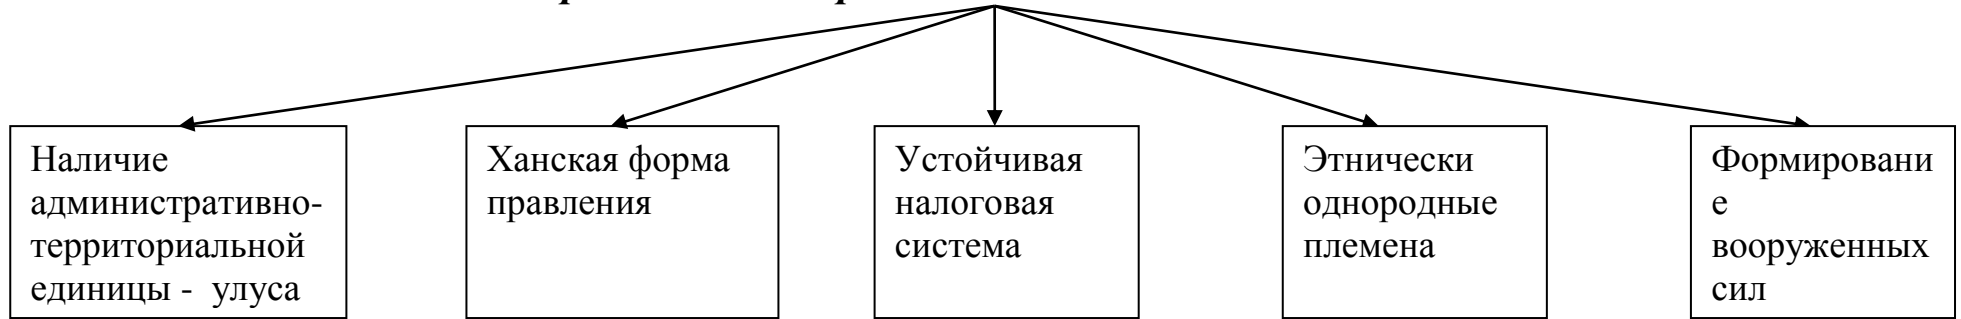 Наличие
административно-
территориальной
единицы - улуса
Ханская форма
правления
Устойчивая
налоговая
система
Этнически
однородные
племена
Формировани
е
вооруженных
сил